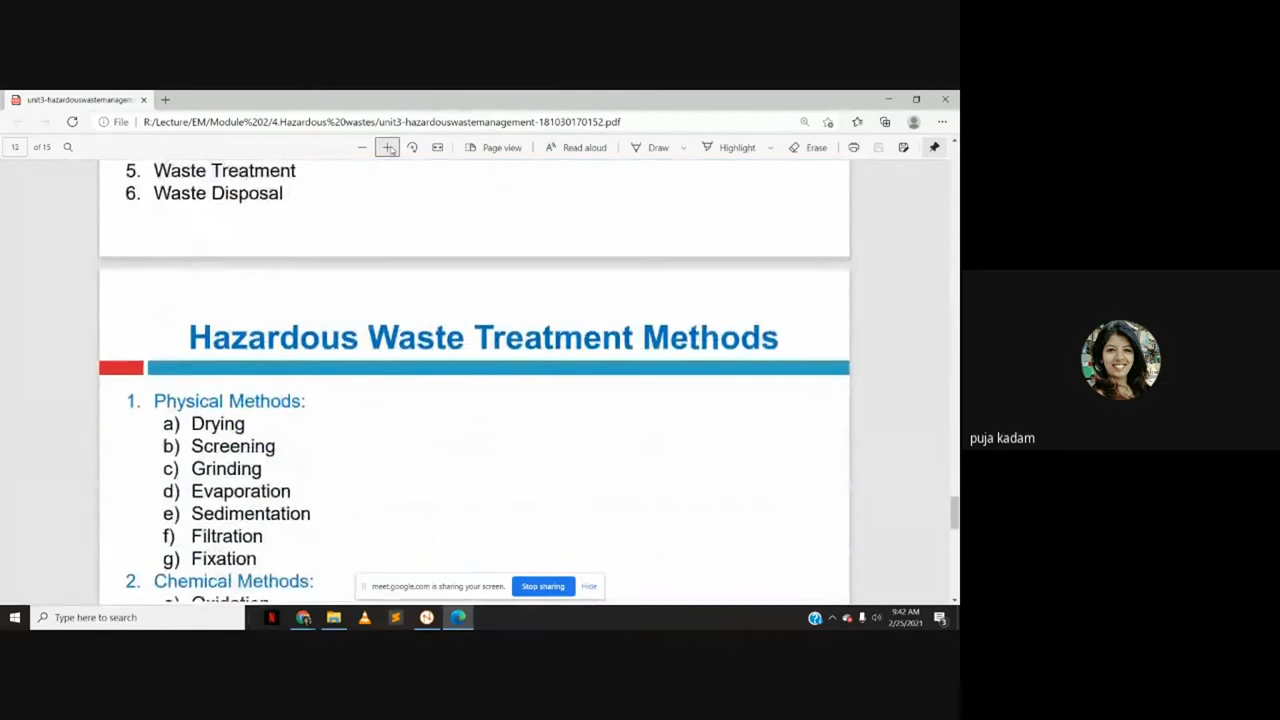 unit3-hazardouswastemanagem
File R:/Lecture/EM/Module%202/4.Hazardous%20wastes/unit3-hazardouswastemanagement-181030170152.pdf
of 15 Page view Read aloud Draw Highlight Erase
5. Waste Treatment
6. Waste Disposal
Hazardous Waste Treatment Methods
1. Physical Methods:
a) Drying
b) Screening
c) Grinding
d) Evaporation
e) Sedimentation
f) Filtration
g) Fixation
2. Chemical Methods:
a) Oxidation
meet.google.com is sharing your screen. Stop sharing Hide
Type here to search
9:42 AM
2/25/2021
puja kadam